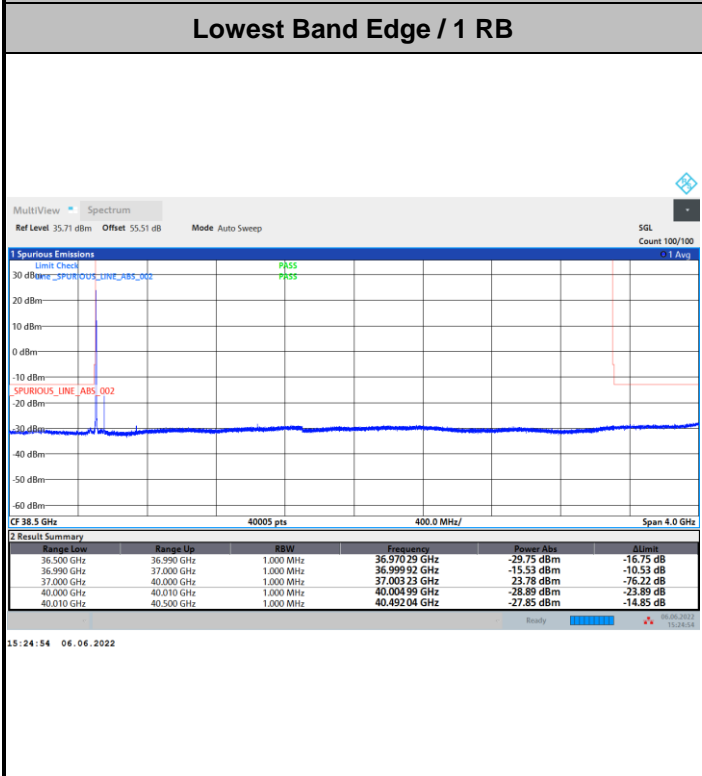 Lowest Band Edge / 1 RB
MultiView Spectrum
Ref Level 35.71 dBm Offset 55.51 dB Mode Auto Sweep SGL
Count 100/100
1 Spurious Emissions 1 Avg
Limit Check PASS
30 dBm Line _SPURIOUS_LINE_ABS_002 PASS
20 dBm
10 dBm
0 dBm
-10 dBm
_SPURIOUS_LINE_ABS_002
-20 dBm
-30 dBm
-40 dBm
-50 dBm
-60 dBm
CF 38.5 GHz 40005 pts 400.0 MHz/ Span 4.0 GHz
2 Result Summary
Range Low Range Up RBW Frequency Power Abs ΔLimit
36.500 GHz 36.990 GHz 1.000 MHz 36.970 29 GHz -29.75 dBm -16.75 dB
36.990 GHz 37.000 GHz 1.000 MHz 36.999 92 GHz -15.53 dBm -10.53 dB
37.000 GHz 40.000 GHz 1.000 MHz 37.003 23 GHz 23.78 dBm -76.22 dB
40.000 GHz 40.010 GHz 1.000 MHz 40.004 99 GHz -28.89 dBm -23.89 dB
40.010 GHz 40.500 GHz 1.000 MHz 40.492 04 GHz -27.85 dBm -14.85 dB
Ready 06.06.2022
15:24:54
15:24:54 06.06.2022